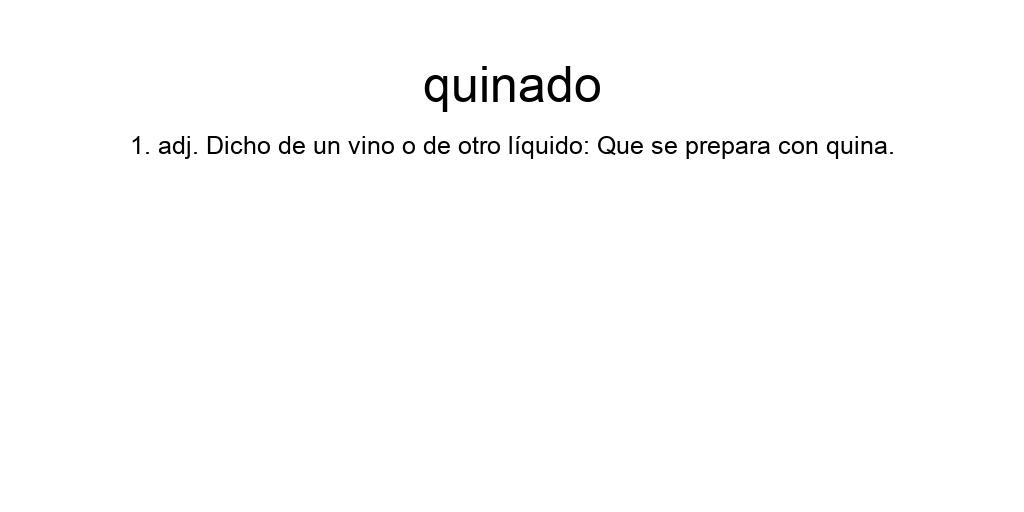 quinado
1. adj. Dicho de un vino o de otro líquido: Que se prepara con quina.